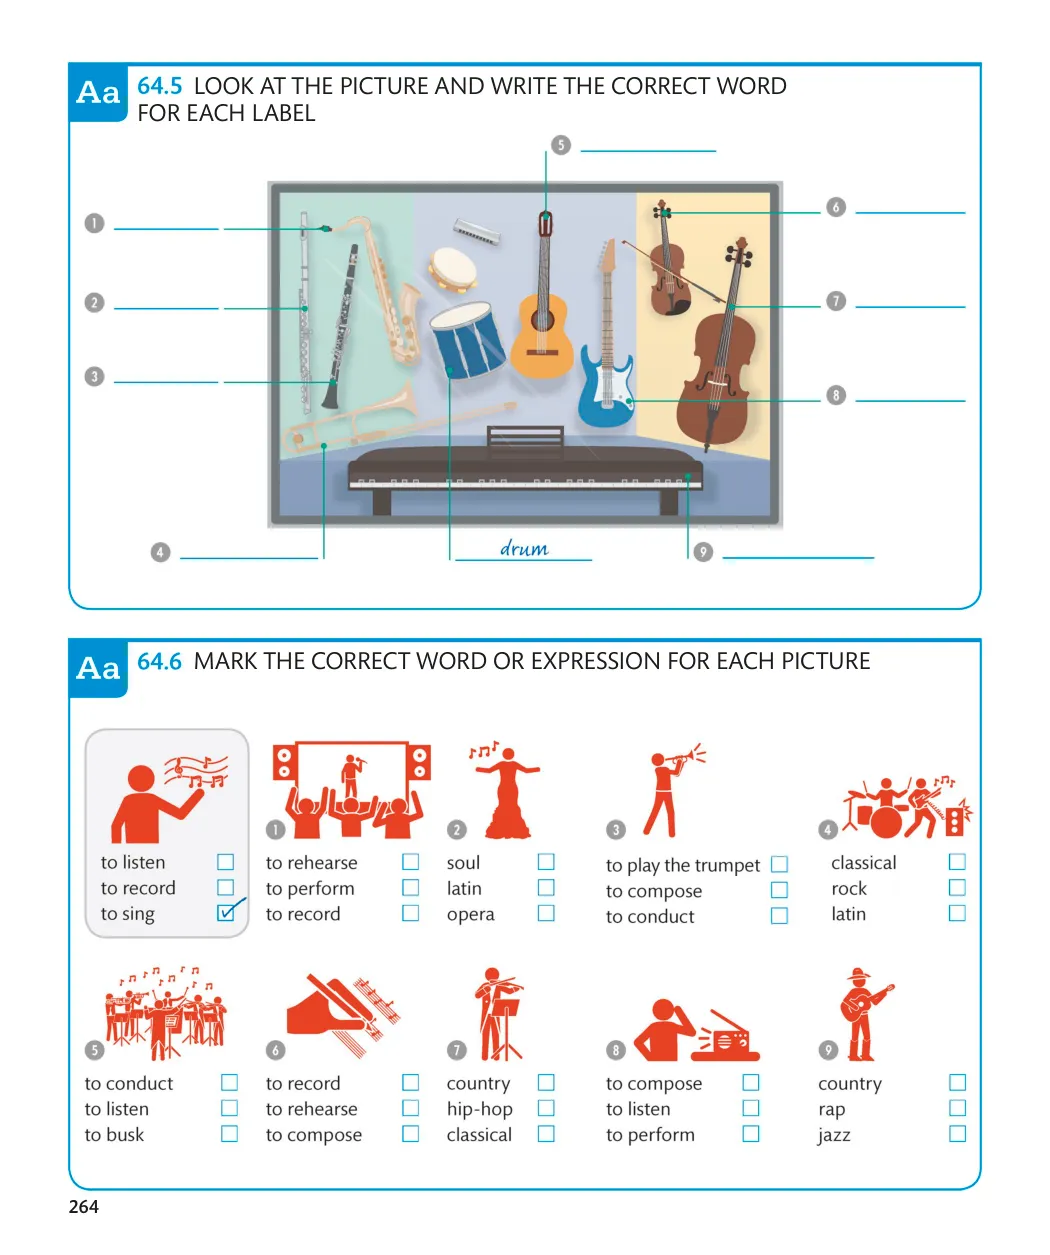 Aa
64.5 LOOK AT THE PICTURE AND WRITE THE CORRECT WORD
FOR EACH LABEL
5
1
6
2
7
3
8
4
drum
9
Aa
64.6 MARK THE CORRECT WORD OR EXPRESSION FOR EACH PICTURE
to listen
to record
to sing
1
to rehearse
to perform
to record
2
soul
latin
opera
3
to play the trumpet
to compose
to conduct
4
classical
rock
latin
5
to conduct
to listen
to busk
6
to record
to rehearse
to compose
7
country
hip-hop
classical
8
to compose
to listen
to perform
9
country
rap
jazz
264